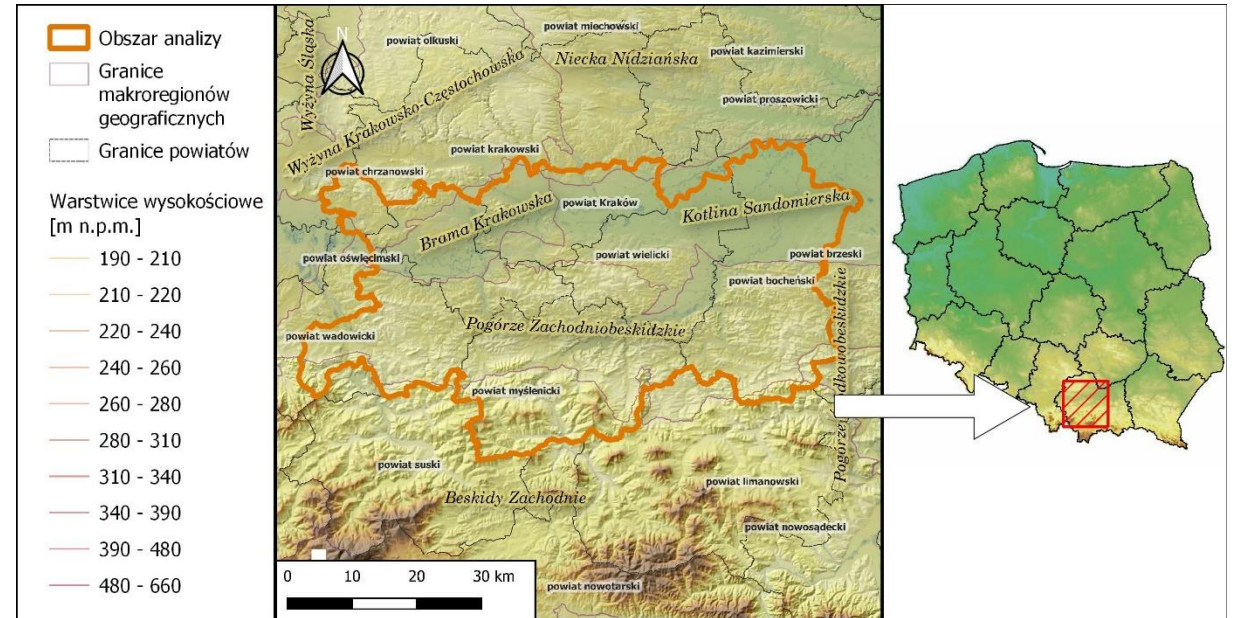 Obszar analizy
Granice
makroregionów
geograficznych
Granice powiatów
Warstwice wysokościowe
[m n.p.m.]
190 - 210
210 - 220
220 - 240
240 - 260
260 - 280
280 - 310
310 - 340
340 - 390
390 - 480
480 - 660
N
Wyżyna Śląska
powiat olkuski
powiat miechowski
Niecka Nidziańska
powiat kazimierski
powiat proszowicki
Wyżyna Krakowsko-Częstochowska
powiat krakowski
powiat chrzanowski
Brama Krakowska
powiat Kraków
Kotlina Sandomierska
powiat oświęcimski
powiat wielicki
powiat brzeski
powiat bocheński
powiat wadowicki
Pogórze Zachodniobeskidzkie
powiat myślenicki
powiat suski
Beskidy Zachodnie
powiat limanowski
powiat nowosądecki
powiat nowotarski
0 10 20 30 km